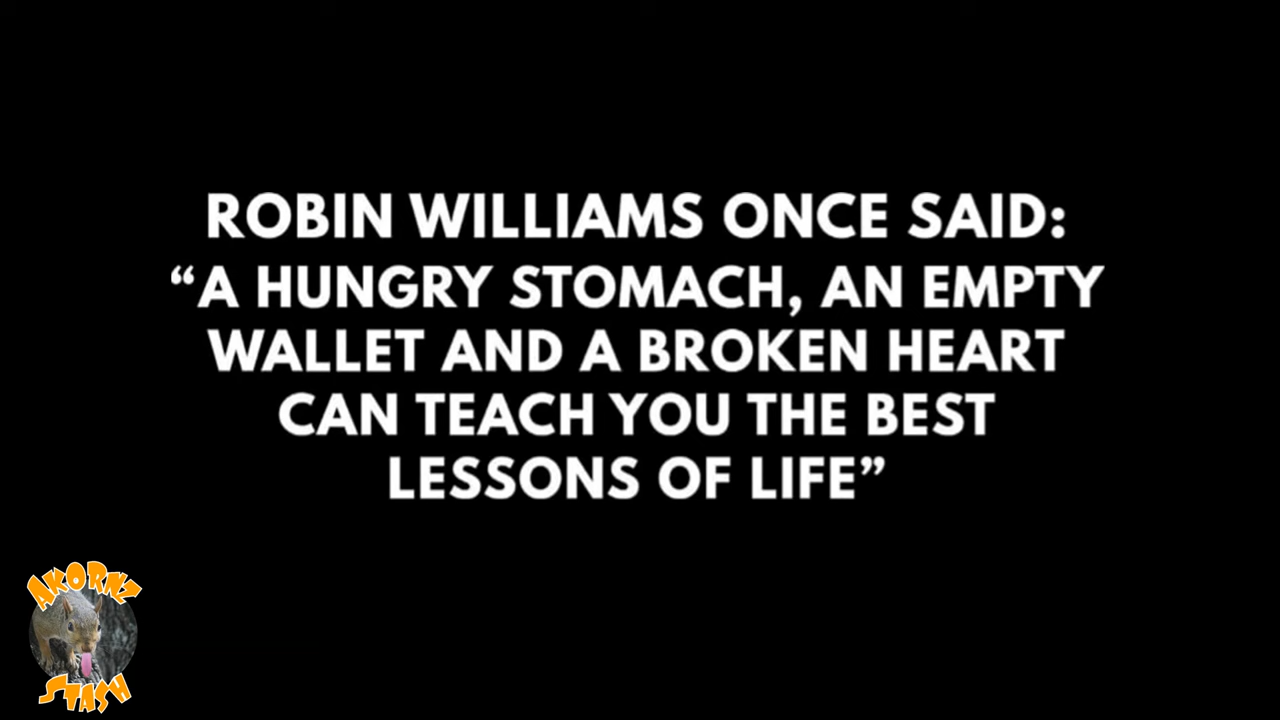 ROBIN WILLIAMS ONCE SAID:
“A HUNGRY STOMACH, AN EMPTY
WALLET AND A BROKEN HEART
CAN TEACH YOU THE BEST
LESSONS OF LIFE”
AKORNZ
STASH